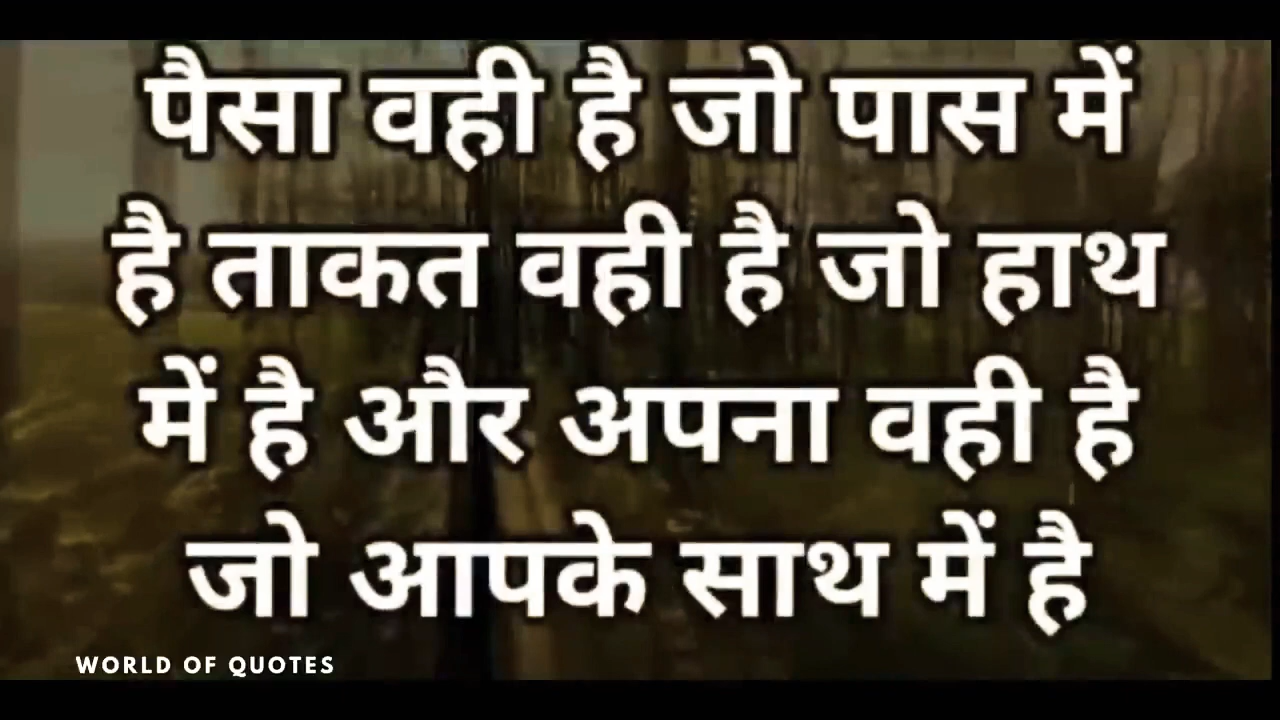 पैसा वही है जो पास में
है ताकत वही है जो हाथ
में है और अपना वही है
जो आपके साथ में है
WORLD OF QUOTES